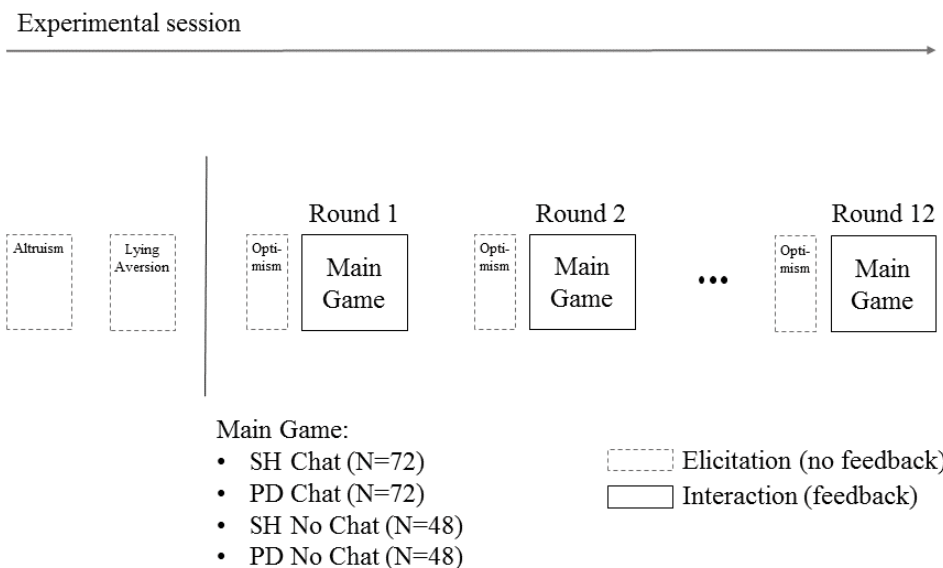 Experimental session
Round 1
Round 2
Round 12
Altruism
Lying
Aversion
Opti-
mism
Main
Game
Opti-
mism
Main
Game
•••
Opti-
mism
Main
Game
Main Game:
• SH Chat (N=72)
• PD Chat (N=72)
• SH No Chat (N=48)
• PD No Chat (N=48)
Elicitation (no feedback)
Interaction (feedback)